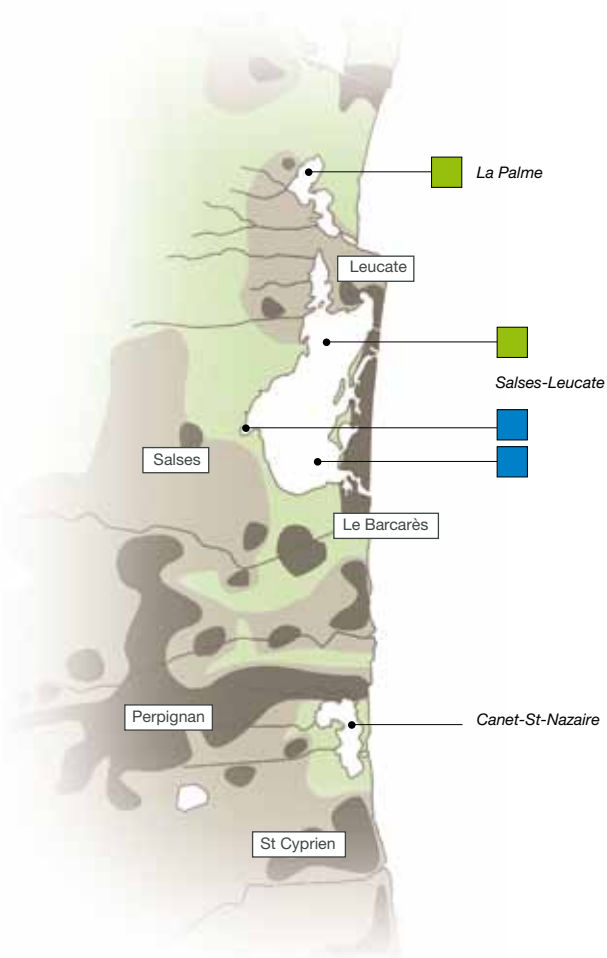 La Palme
Leucate
Salses-Leucate
Salses
Le Barcarès
Perpignan
Canet-St-Nazaire
St Cyprien